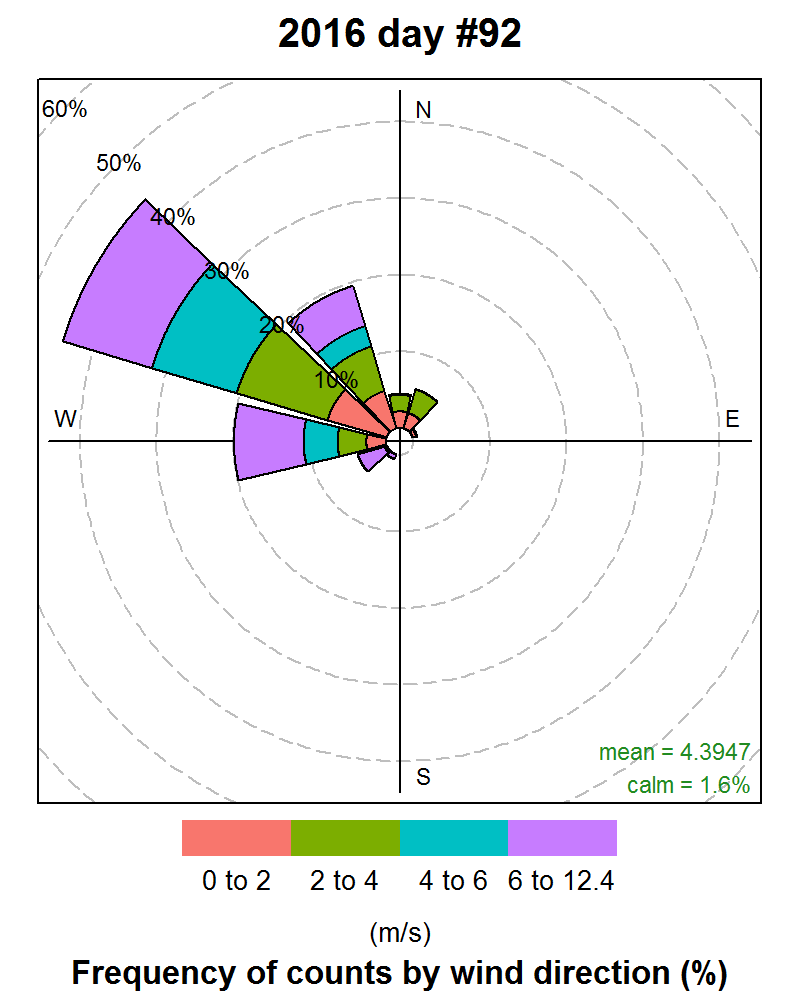 2016 day #92
60%
N
50%
40%
30%
20%
10%
W
E
mean = 4.3947
S
calm = 1.6%
0 to 2 2 to 4 4 to 6 6 to 12.4
(m/s)
Frequency of counts by wind direction (%)